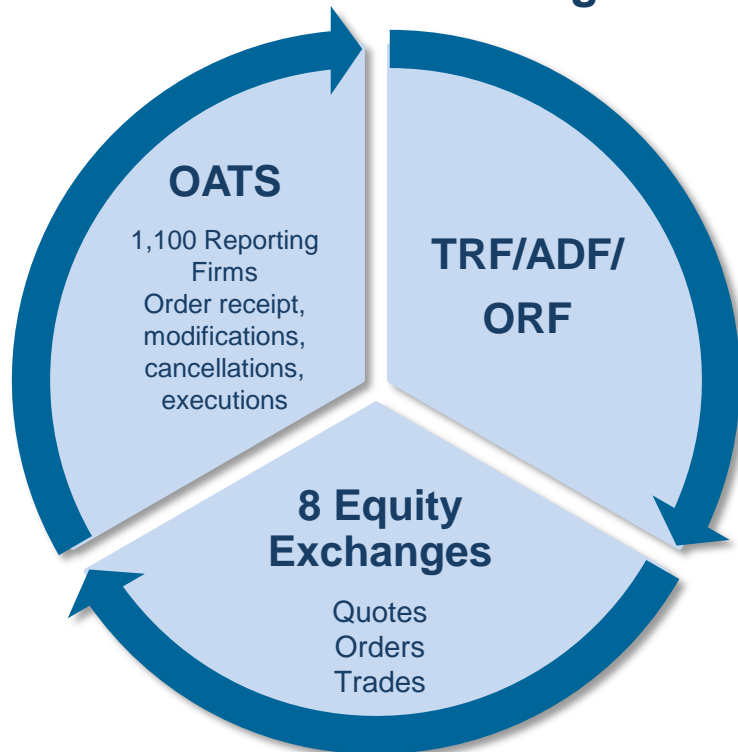 OATS
1,100 Reporting
Firms
Order receipt,
modifications,
cancellations,
executions
TRF/ADF/
ORF
8 Equity
Exchanges
Quotes
Orders
Trades